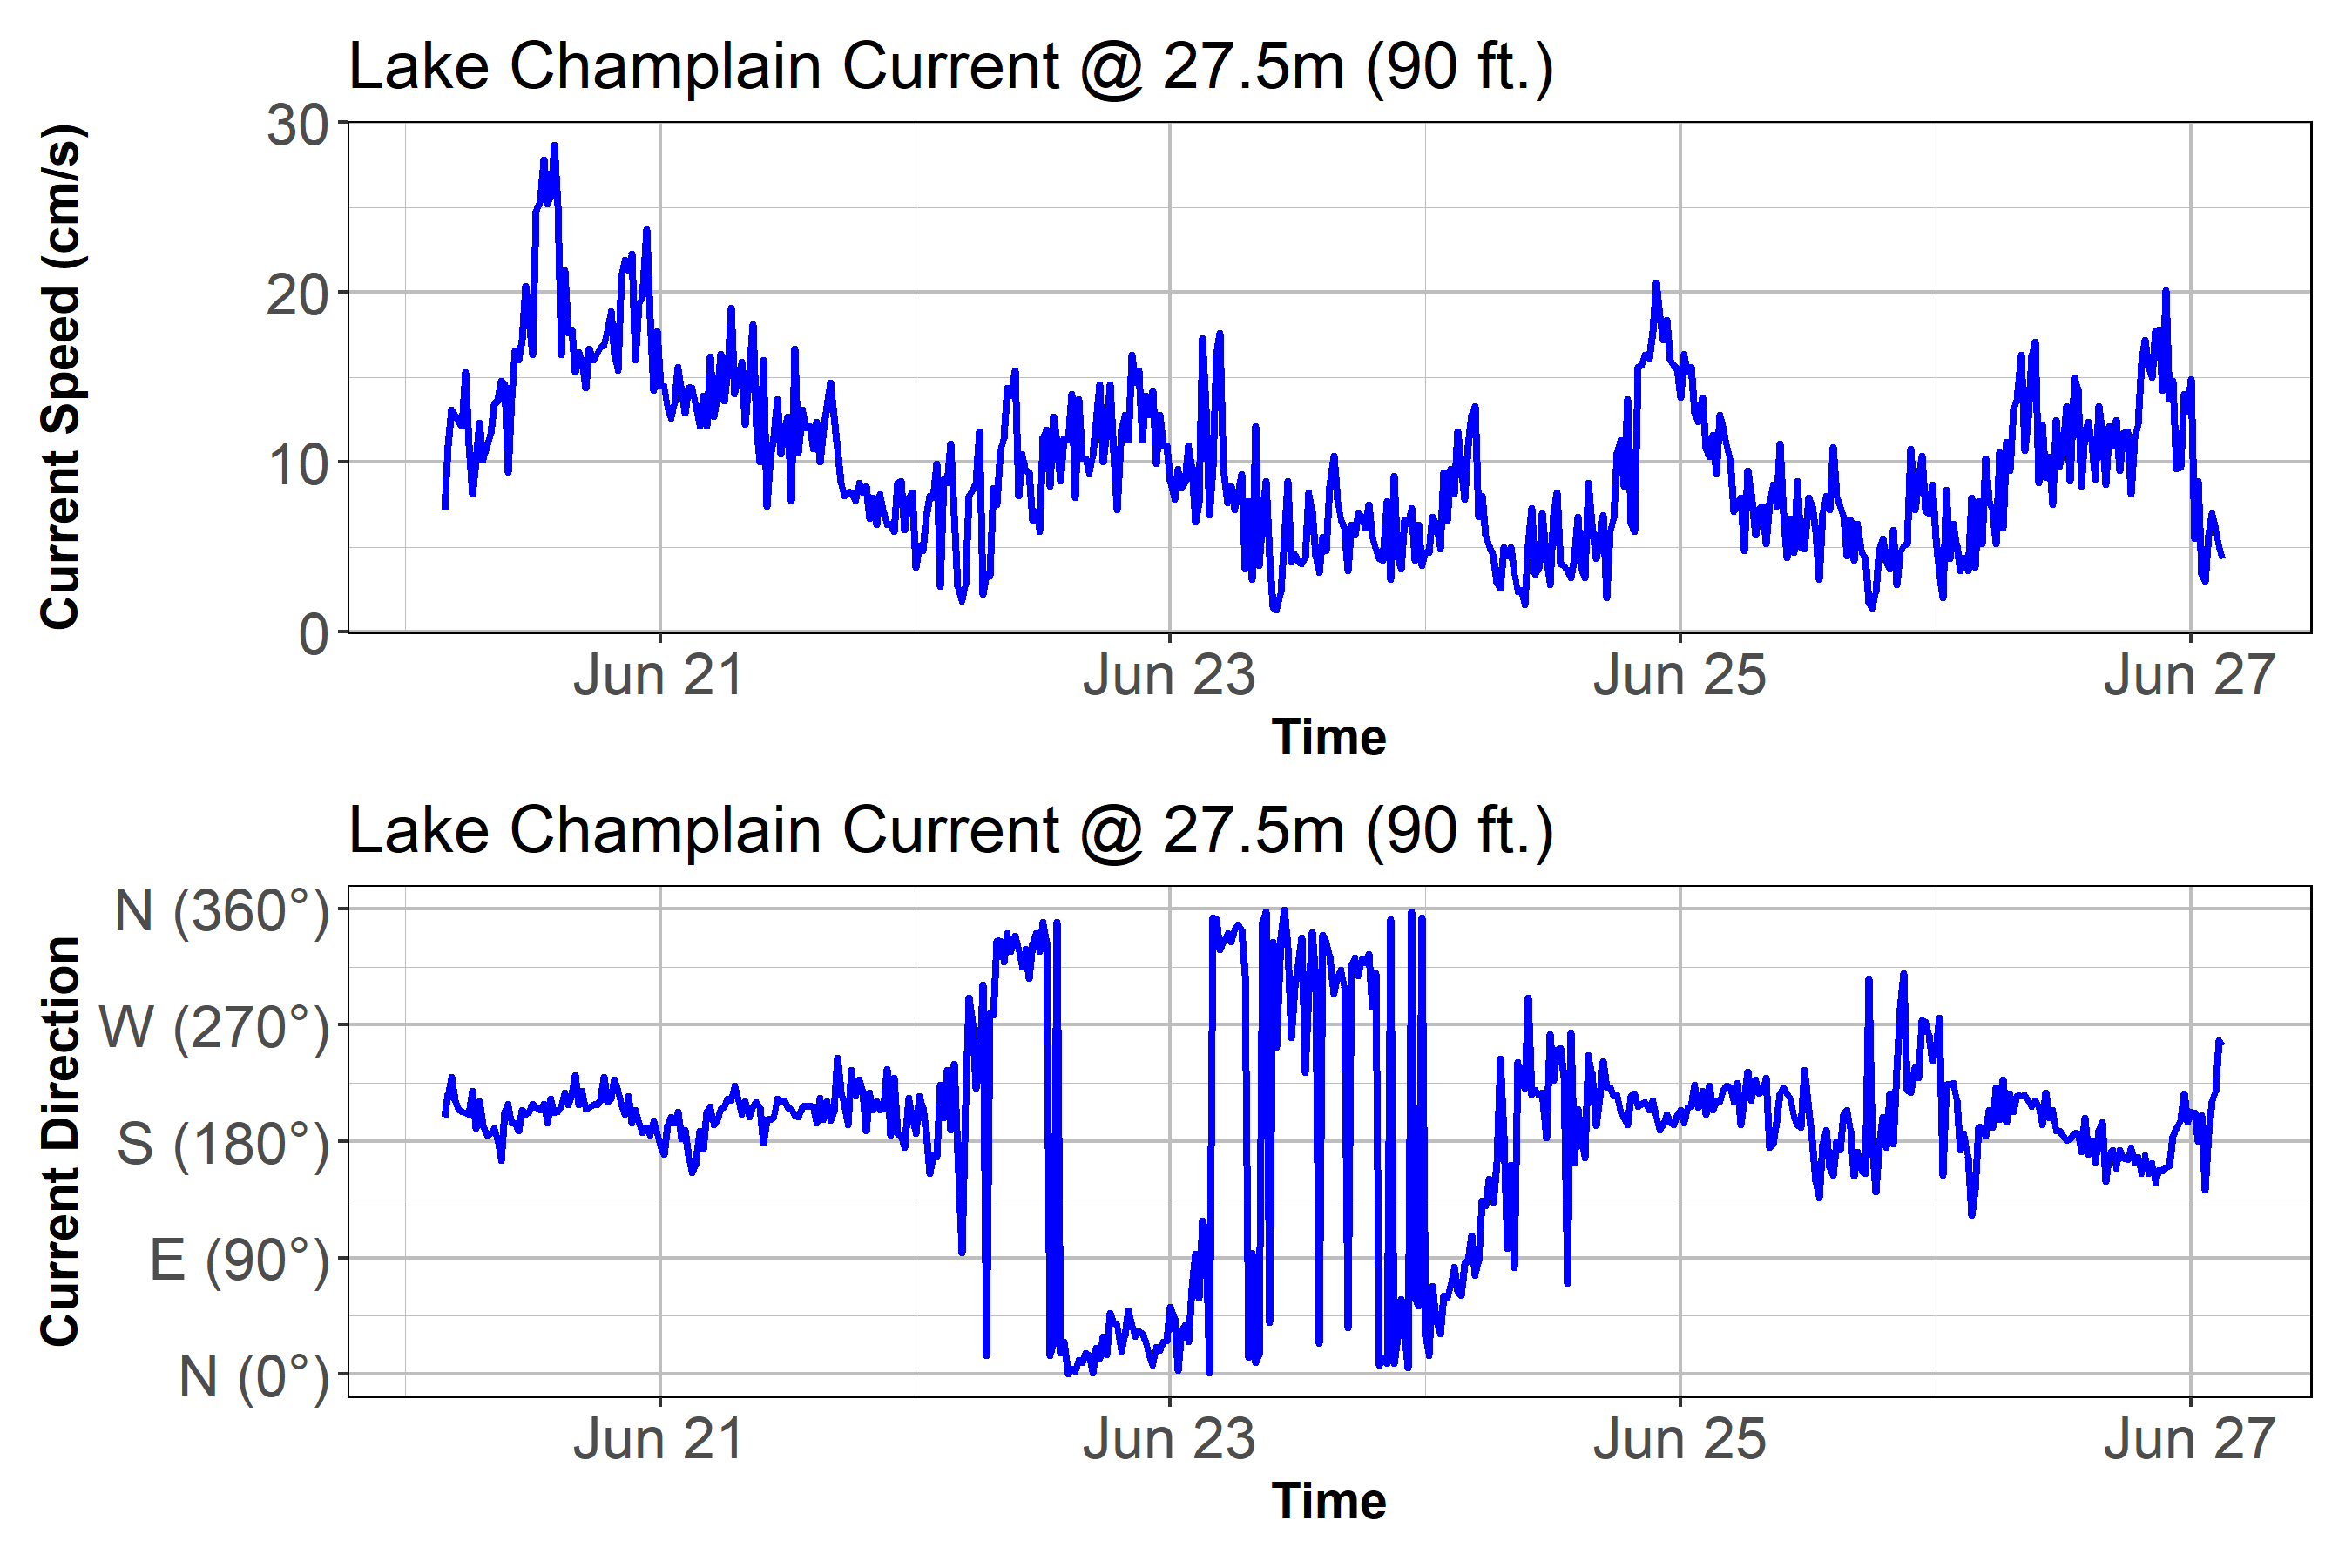 Lake Champlain Current @ 27.5m (90 ft.)
Current Speed (cm/s)
30
20
10
0
Jun 21 Jun 23 Jun 25 Jun 27
Time
Lake Champlain Current @ 27.5m (90 ft.)
Current Direction
N (360°)
W (270°)
S (180°)
E (90°)
N (0°)
Jun 21 Jun 23 Jun 25 Jun 27
Time